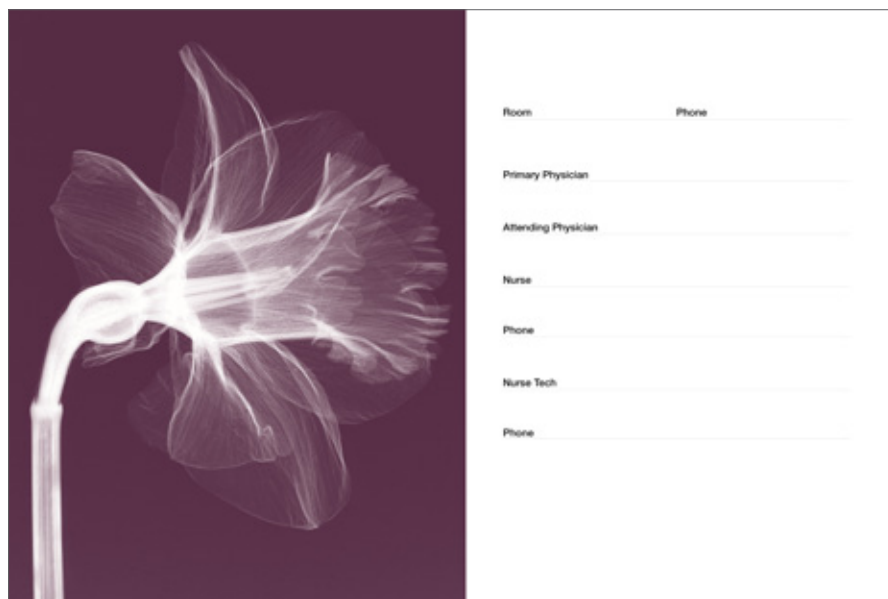 Room Phone
Primary Physician
Attending Physician
Nurse
Phone
Nurse Tech
Phone